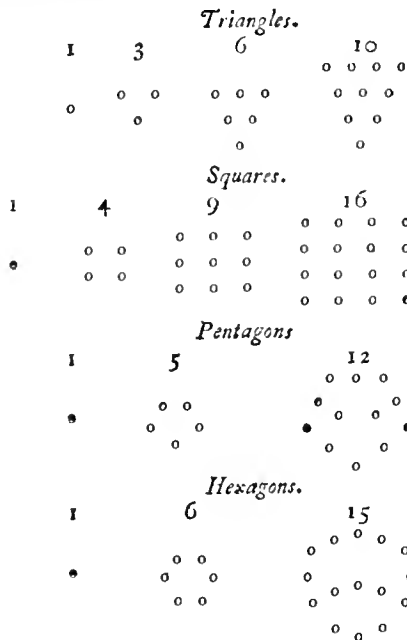 Triangles.
1 3 6 10
Squares.
1 4 9 16
Pentagons
1 5 12
Hexagons.
1 6 15